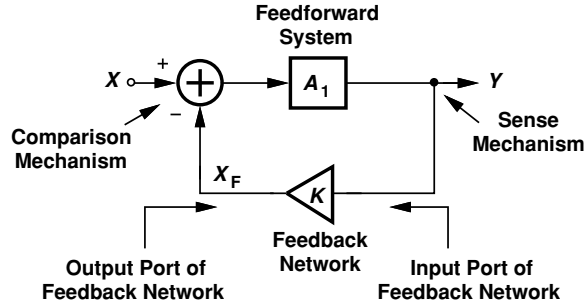 Feedforward
System
X
+
A1
Y
−
Comparison
Mechanism
Sense
Mechanism
XF
K
Feedback
Network
Output Port of
Feedback Network
Input Port of
Feedback Network